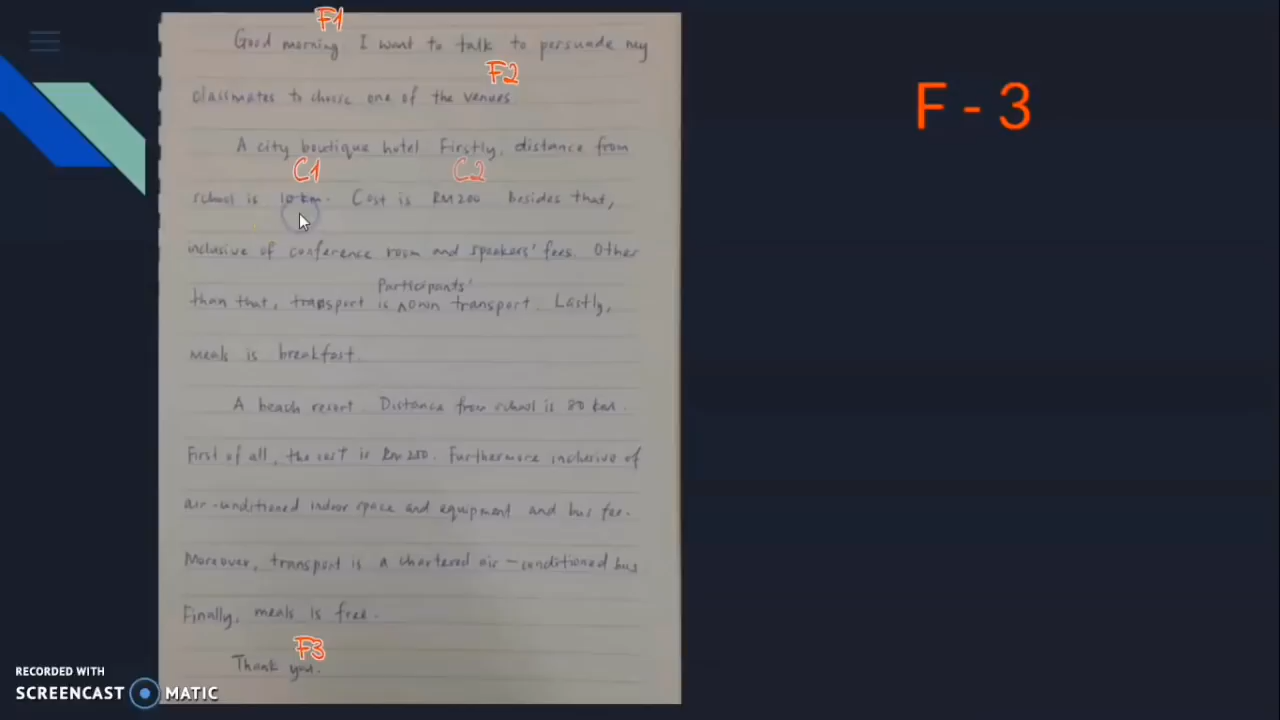 F1
Good morning I want to talk to persuade my
F2
classmates to choose one of the venues
A city boutique hotel Firstly, distance from
C1 C2
school is 10 km. Cost is RM 200 Besides that,
inclusive of conference room and speakers' fees. Other
Participants'
than that, transport is ^ own transport. Lastly,
meals is breakfast.
A beach resort. Distance from school is 80 km.
First of all, the cost is RM 250. Furthermore inclusive of
air-conditioned indoor space and equipment and bus fee.
Moreover, transport is a chartered air-conditioned bus
Finally, meals is free.
F3
Thank you.
F - 3
RECORDED WITH
SCREENCAST MATIC